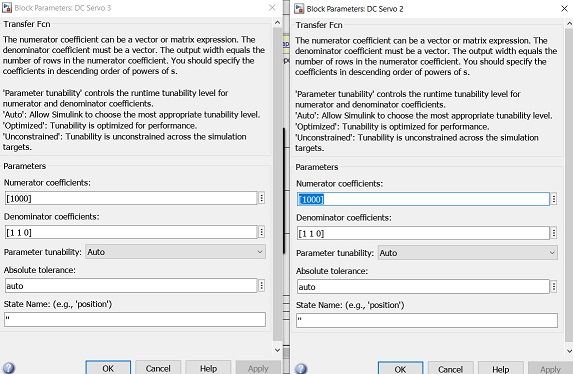 Block Parameters: DC Servo 3
Transfer Fcn
The numerator coefficient can be a vector or matrix expression. The
denominator coefficient must be a vector. The output width equals the
number of rows in the numerator coefficient. You should specify the
coefficients in descending order of powers of s.
'Parameter tunability' controls the runtime tunability level for
numerator and denominator coefficients.
'Auto': Allow Simulink to choose the most appropriate tunability level.
'Optimized': Tunability is optimized for performance.
'Unconstrained': Tunability is unconstrained across the simulation
targets.
Parameters
Numerator coefficients:
[1000]
Denominator coefficients:
[1 1 0]
Parameter tunability: Auto
Absolute tolerance:
auto
State Name: (e.g., 'position')
''
OK Cancel Help Apply
Block Parameters: DC Servo 2
Transfer Fcn
The numerator coefficient can be a vector or matrix expression. The
denominator coefficient must be a vector. The output width equals the
number of rows in the numerator coefficient. You should specify the
coefficients in descending order of powers of s.
'Parameter tunability' controls the runtime tunability level for
numerator and denominator coefficients.
'Auto': Allow Simulink to choose the most appropriate tunability level.
'Optimized': Tunability is optimized for performance.
'Unconstrained': Tunability is unconstrained across the simulation
targets.
Parameters
Numerator coefficients:
[1000]
Denominator coefficients:
[1 1 0]
Parameter tunability: Auto
Absolute tolerance:
auto
State Name: (e.g., 'position')
''
OK Cancel Help Apply